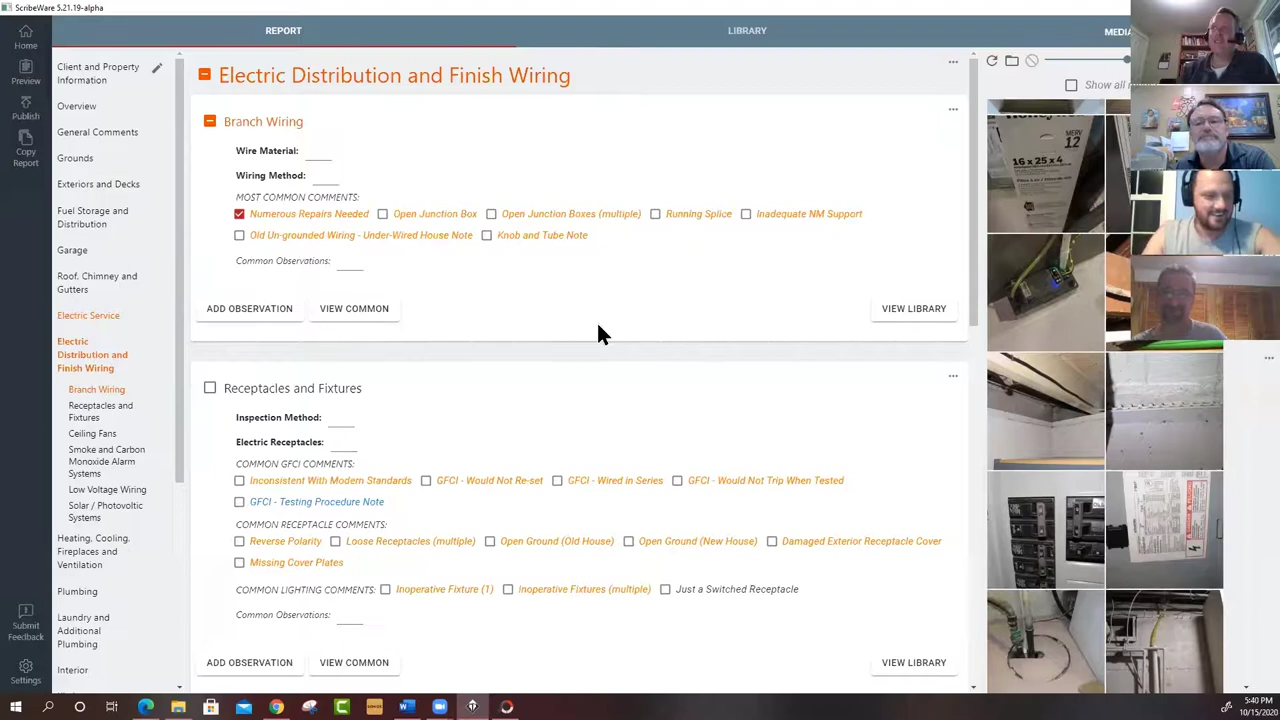 ScribeWare 5.21.19-alpha
Home
Preview
Publish
Copy
Report
Submit
Feedback
Settings
Client and Property
Information
Overview
General Comments
Grounds
Exteriors and Decks
Fuel Storage and
Distribution
Garage
Roof, Chimney and
Gutters
Electric Service
Electric
Distribution and
Finish Wiring
Branch Wiring
Receptacles and
Fixtures
Ceiling Fans
Smoke and Carbon
Monoxide Alarm
Systems
Low Voltage Wiring
Solar / Photovoltic
Systems
Heating, Cooling,
Fireplaces and
Ventilation
Plumbing
Laundry and
Additional
Plumbing
Interior
REPORT LIBRARY MEDIA
Electric Distribution and Finish Wiring
Branch Wiring
Wire Material:
Wiring Method:
MOST COMMON COMMENTS:
Numerous Repairs Needed Open Junction Box Open Junction Boxes (multiple) Running Splice Inadequate NM Support
Old Un-grounded Wiring - Under-Wired House Note Knob and Tube Note
Common Observations:
ADD OBSERVATION VIEW COMMON VIEW LIBRARY
Receptacles and Fixtures
Inspection Method:
Electric Receptacles:
COMMON GFCI COMMENTS:
Inconsistent With Modern Standards GFCI - Would Not Re-set GFCI - Wired in Series GFCI - Would Not Trip When Tested
GFCI - Testing Procedure Note
COMMON RECEPTACLE COMMENTS:
Reverse Polarity Loose Receptacles (multiple) Open Ground (Old House) Open Ground (New House) Damaged Exterior Receptacle Cover
Missing Cover Plates
COMMON LIGHTING COMMENTS: Inoperative Fixture (1) Inoperative Fixtures (multiple) Just a Switched Receptacle
Common Observations:
ADD OBSERVATION VIEW COMMON VIEW LIBRARY
Show all
MERV
12
16 x 25 x 4
5:40 PM
10/15/2020